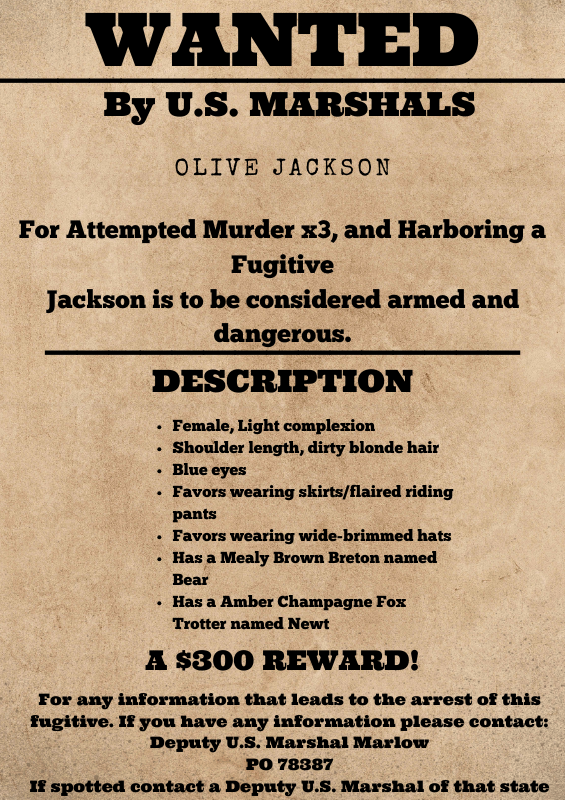 WANTED
By U.S. MARSHALS
OLIVE JACKSON
For Attempted Murder x3, and Harboring a
Fugitive
Jackson is to be considered armed and
dangerous.
DESCRIPTION
• Female, Light complexion
• Shoulder length, dirty blonde hair
• Blue eyes
• Favors wearing skirts/flaired riding
pants
• Favors wearing wide-brimmed hats
• Has a Mealy Brown Breton named
Bear
• Has a Amber Champagne Fox
Trotter named Newt
A $300 REWARD!
For any information that leads to the arrest of this
fugitive. If you have any information please contact:
Deputy U.S. Marshal Marlow
PO 78387
If spotted contact a Deputy U.S. Marshal of that state